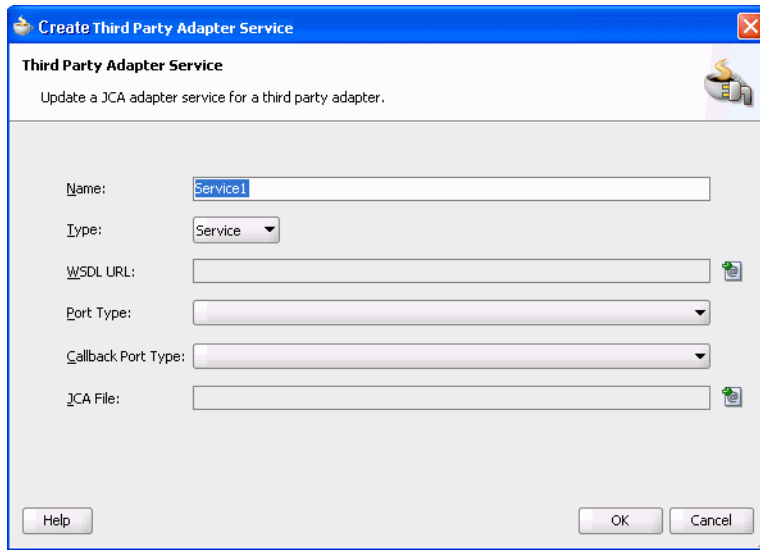 Create Third Party Adapter Service
Third Party Adapter Service
Update a JCA adapter service for a third party adapter.
Name: Service1
Type: Service
WSDL URL:
Port Type:
Callback Port Type:
JCA File:
Help OK Cancel